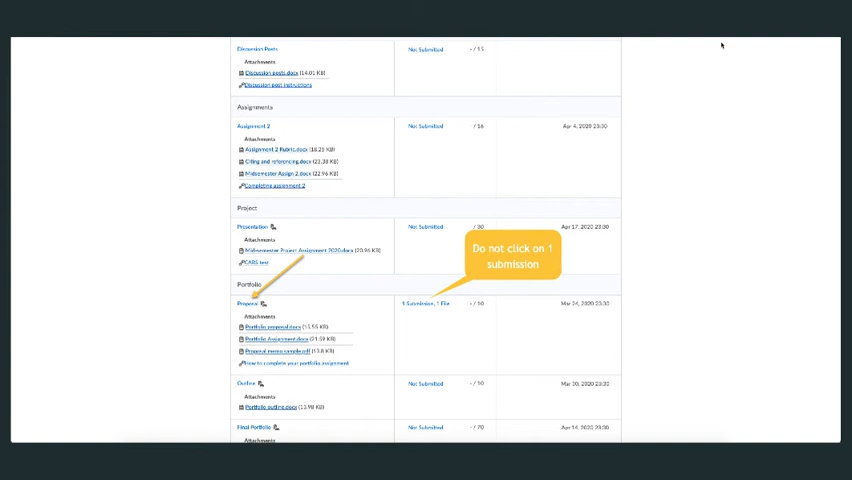 Discussion Posts Not Submitted - / 15
Attachments
Discussion posts.docx (14.01 KB)
Discussion post instructions
Assignments
Assignment 2 Not Submitted - / 16 Apr 4, 2020 23:30
Attachments
Assignment 2 Rubric.docx (18.21 KB)
Citing and referencing.docx (23.38 KB)
Midsemester Assign 2.docx (22.96 KB)
Completing assignment 2
Project
Presentation Not Submitted - / 30 Apr 17, 2020 23:30
Attachments
Midsemester Project Assignment 2020.docx (20.94 KB)
CARS test
Do not click on 1
submission
Portfolio
Proposal 1 Submission, 1 File - / 10 Mar 24, 2020 23:30
Attachments
Portfolio proposal.docx (15.55 KB)
Portfolio Assignment.docx (21.59 KB)
Proposal memo sample.pdf (13.8 KB)
How to complete your portfolio assignment
Outline Not Submitted - / 10 Mar 30, 2020 23:30
Attachments
Portfolio outline.docx (13.98 KB)
Final Portfolio Not Submitted - / 70 Apr 14, 2020 23:30
Attachments